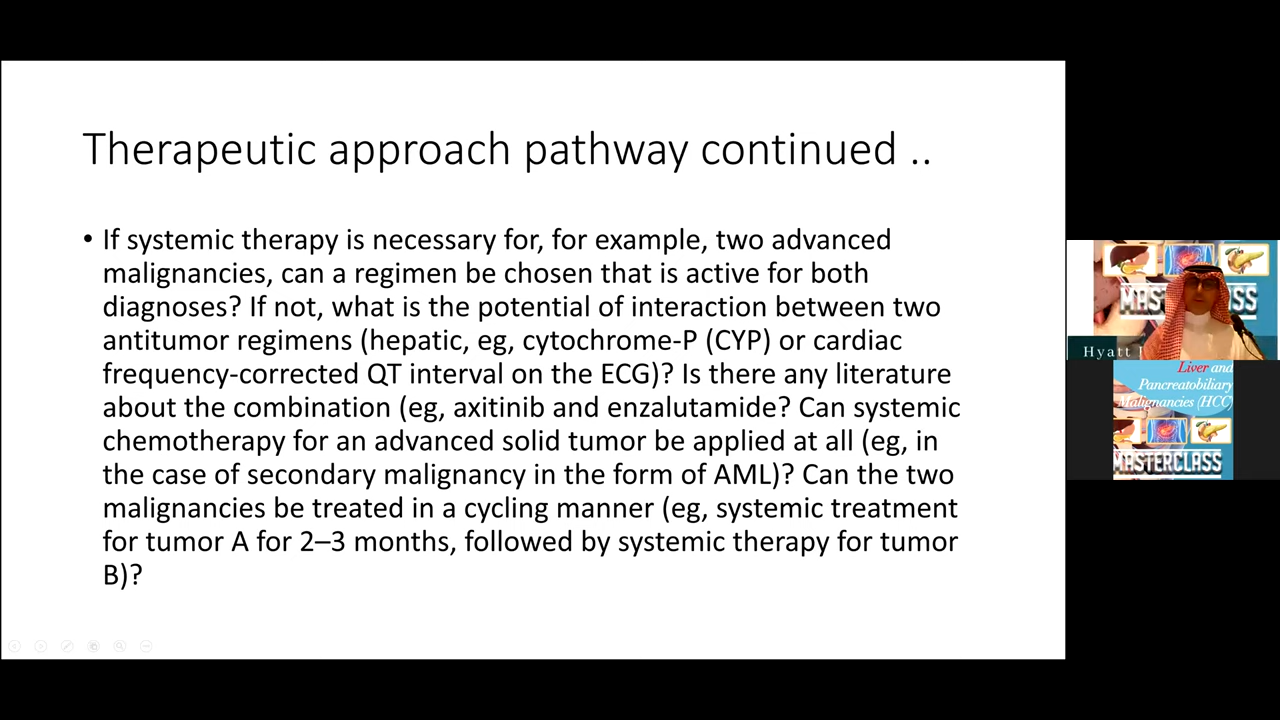 Therapeutic approach pathway continued ..
• If systemic therapy is necessary for, for example, two advanced
malignancies, can a regimen be chosen that is active for both
diagnoses? If not, what is the potential of interaction between two
antitumor regimens (hepatic, eg, cytochrome-P (CYP) or cardiac
frequency-corrected QT interval on the ECG)? Is there any literature
about the combination (eg, axitinib and enzalutamide? Can systemic
chemotherapy for an advanced solid tumor be applied at all (eg, in
the case of secondary malignancy in the form of AML)? Can the two
malignancies be treated in a cycling manner (eg, systemic treatment
for tumor A for 2–3 months, followed by systemic therapy for tumor
B)?
Hyatt
Liver and
Pancreatobiliary
Malignancies (HCC)
MASTERCLASS